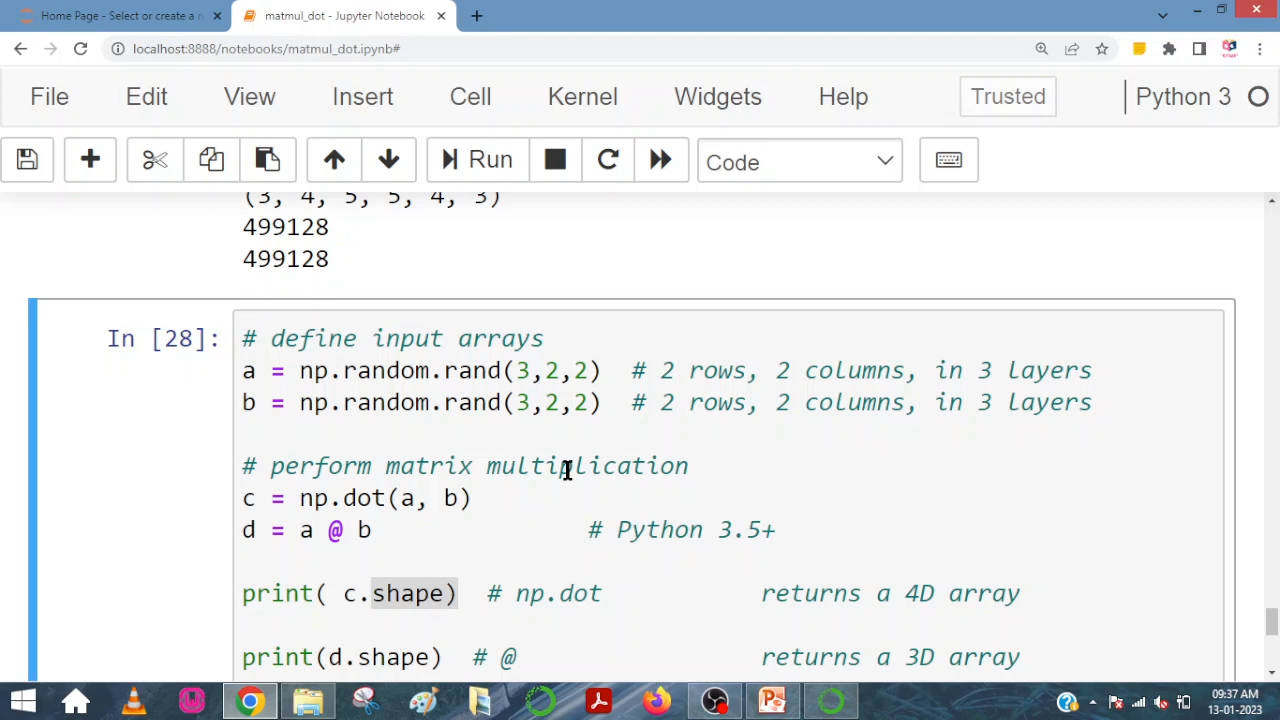 Home Page - Select or create a n
matmul_dot - Jupyter Notebook
localhost:8888/notebooks/matmul_dot.ipynb#
File Edit View Insert Cell Kernel Widgets Help Trusted Python 3
Run Code
(3, 4, 5, 5, 4, 3)
499128
499128
In [28]: # define input arrays
a = np.random.rand(3,2,2) # 2 rows, 2 columns, in 3 layers
b = np.random.rand(3,2,2) # 2 rows, 2 columns, in 3 layers
# perform matrix multiplication
c = np.dot(a, b)
d = a @ b # Python 3.5+
print( c.shape) # np.dot returns a 4D array
print(d.shape) # @ returns a 3D array
09:37 AM
13-01-2023